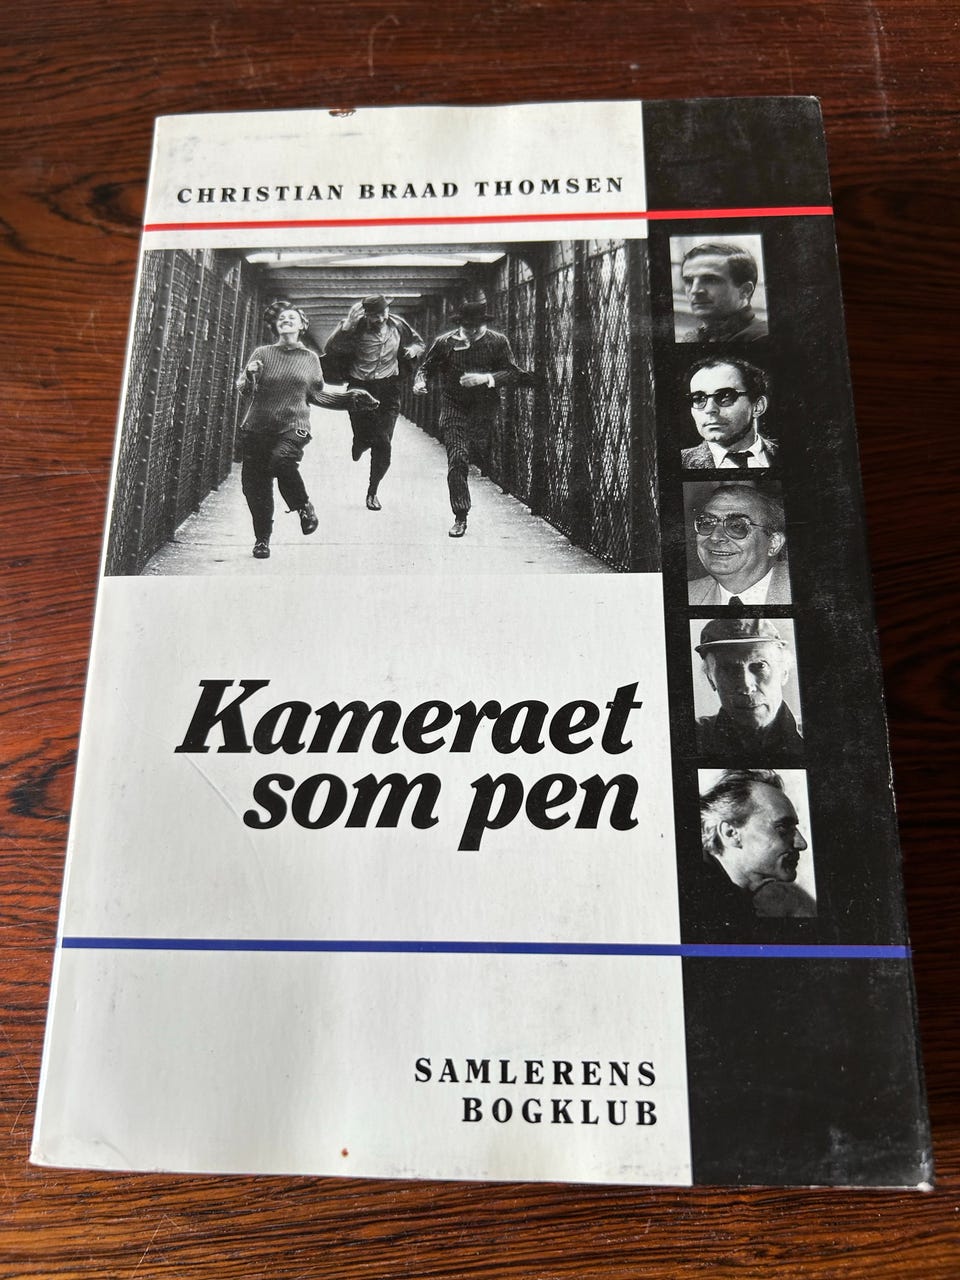 CHRISTIAN BRAAD THOMSEN
Kameraet
som pen
SAMLERENS
BOGKLUB